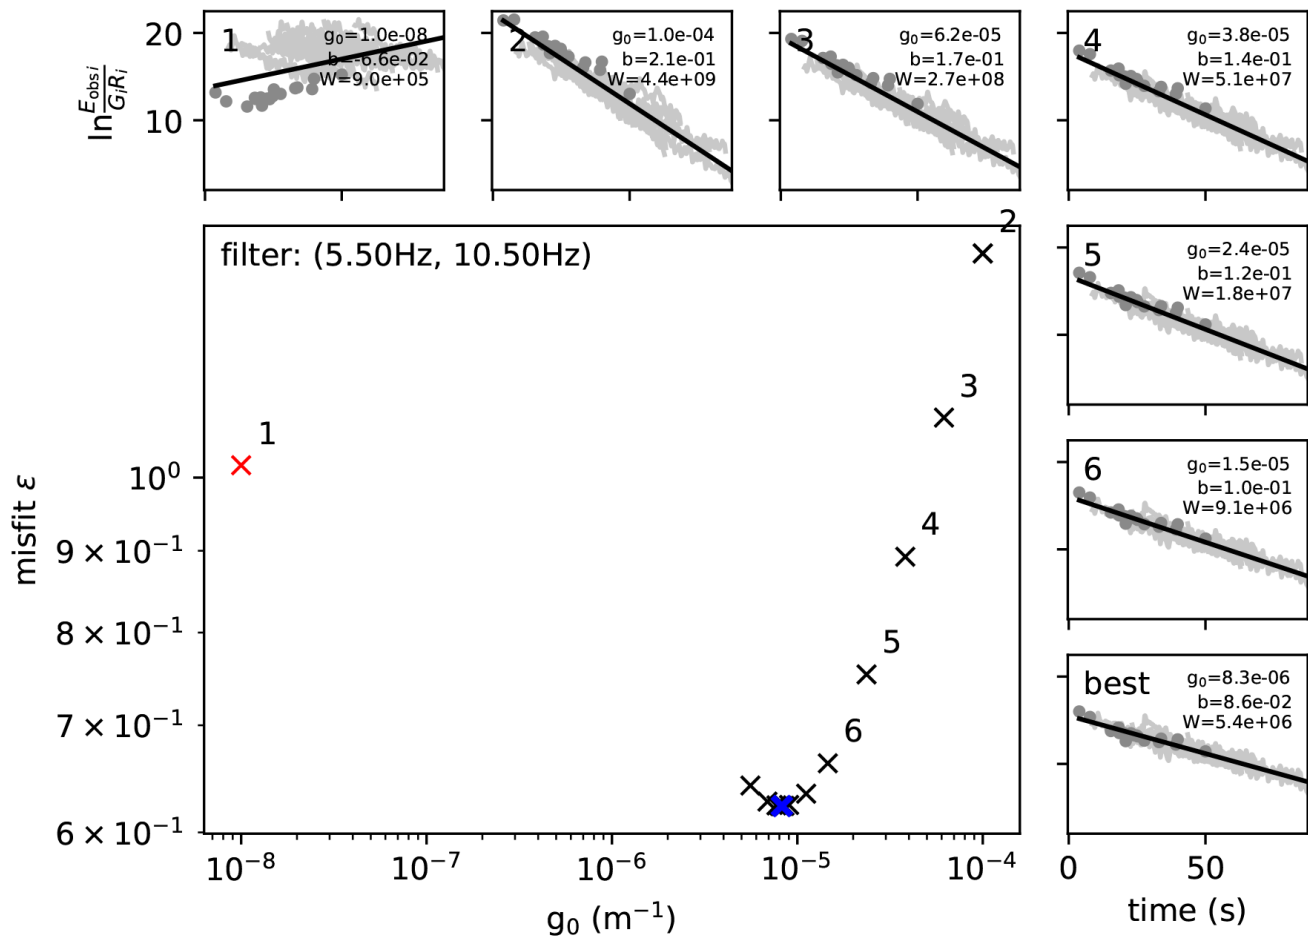 20
10
ln E_obs i / G_i R_i
1
g₀=1.0e-08
b=-6.6e-02
W=9.0e+05
2
g₀=1.0e-04
b=2.1e-01
W=4.4e+09
3
g₀=6.2e-05
b=1.7e-01
W=2.7e+08
4
g₀=3.8e-05
b=1.4e-01
W=5.1e+07
filter: (5.50Hz, 10.50Hz)
2
3
1
4
5
6
misfit ε
10⁰
9 × 10⁻¹
8 × 10⁻¹
7 × 10⁻¹
6 × 10⁻¹
10⁻⁸
10⁻⁷
10⁻⁶
10⁻⁵
10⁻⁴
g₀ (m⁻¹)
5
g₀=2.4e-05
b=1.2e-01
W=1.8e+07
6
g₀=1.5e-05
b=1.0e-01
W=9.1e+06
best
g₀=8.3e-06
b=8.6e-02
W=5.4e+06
0
50
time (s)